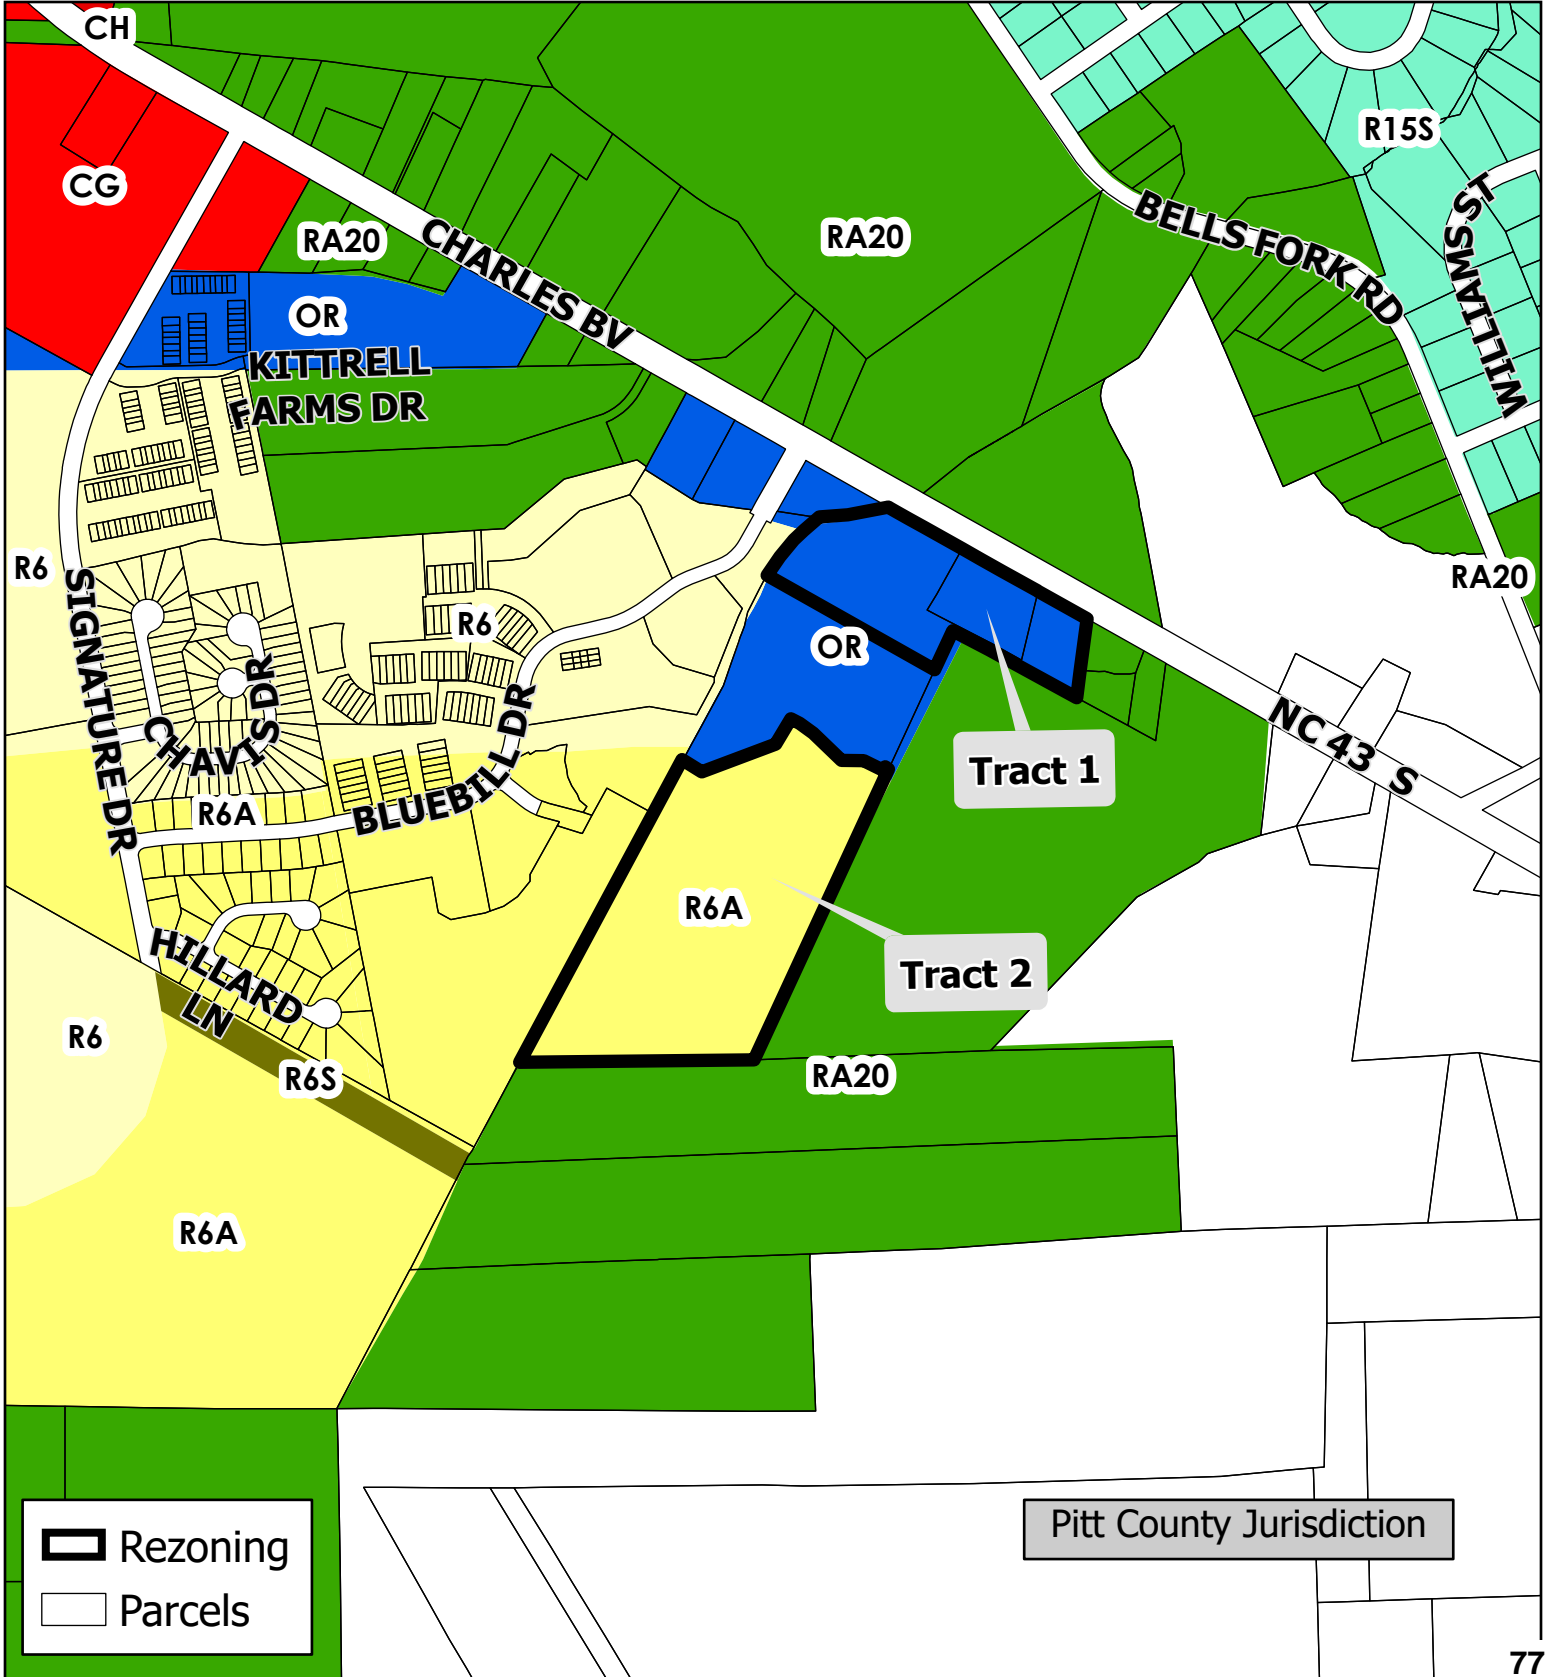 CH
R15S
CG
WILLIAMS ST
BELLS FORK RD
RA20
RA20
CHARLES BV
OR
KITTRELL
FARMS DR
R6
RA20
SIGNATURE DR
R6
OR
CHAVIS DR
NC 43 S
BLUEBILL DR
Tract 1
R6A
R6A
HILLARD
LN
Tract 2
R6
R6S
RA20
R6A
Pitt County Jurisdiction
Rezoning
Parcels
77